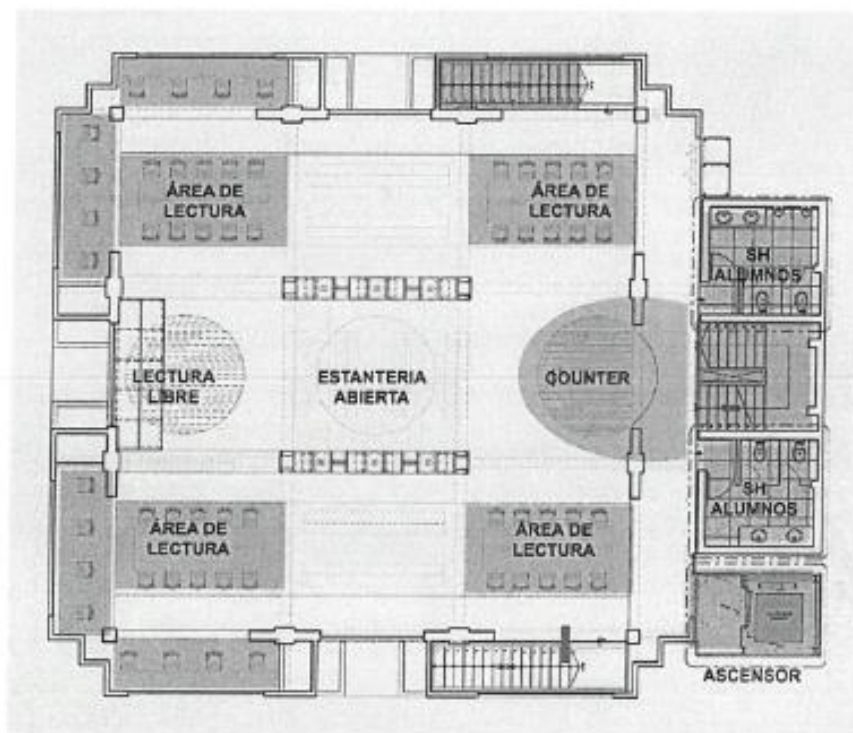 ÁREA DE
LECTURA
ÁREA DE
LECTURA
SH
ALUMNOS
LECTURA
LIBRE
ESTANTERIA
ABIERTA
COUNTER
ÁREA DE
LECTURA
ÁREA DE
LECTURA
SH
ALUMNOS
ASCENSOR